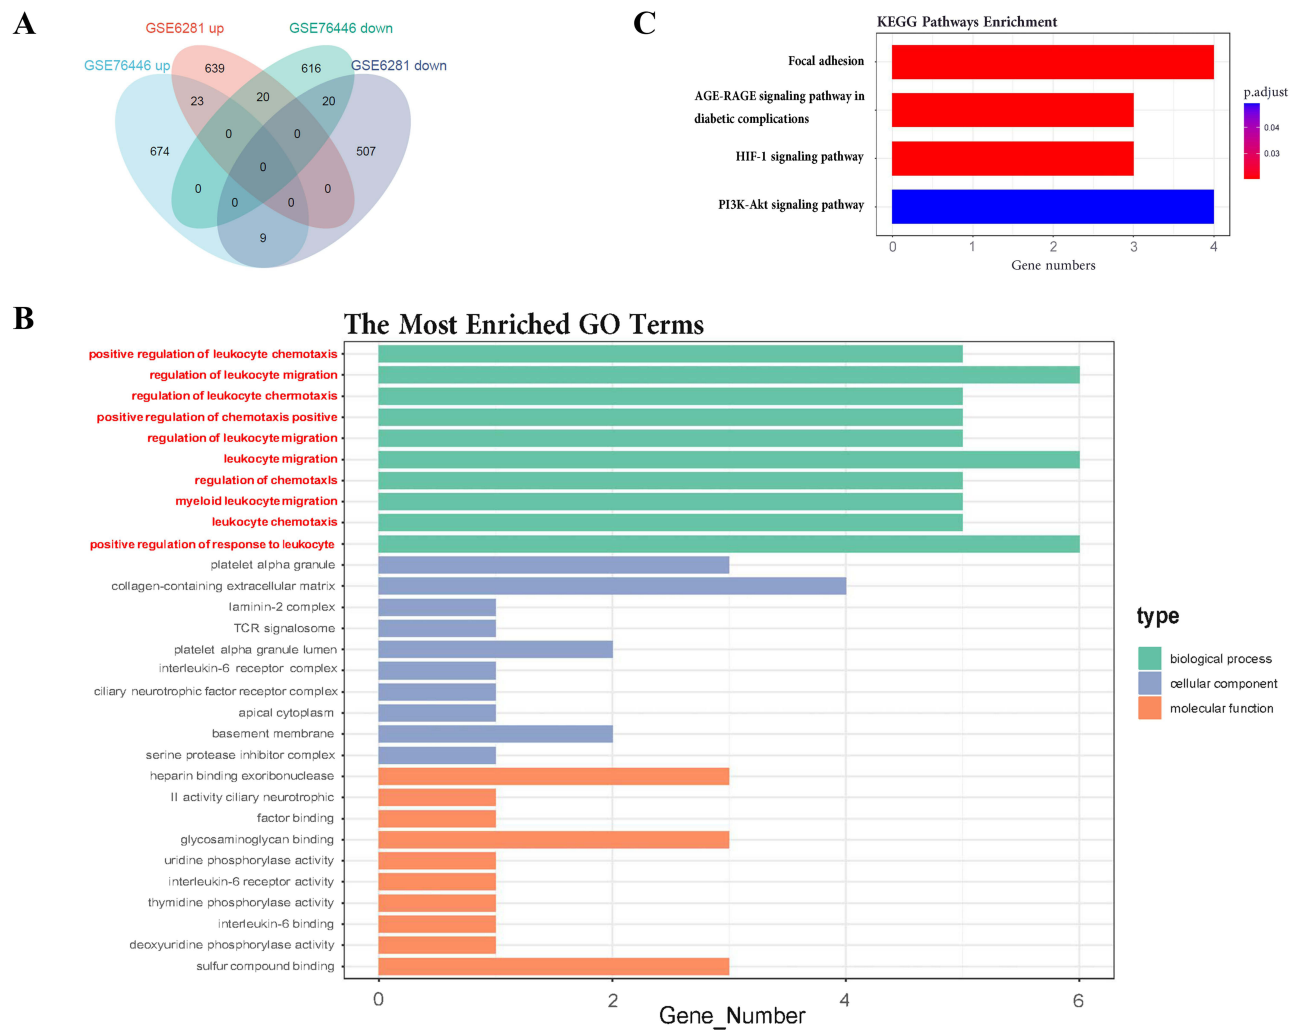 A
GSE6281 up
GSE76446 down
GSE76446 up
GSE6281 down
639
616
23
20
20
0
0
674
507
0
0
0
0
0
9
C
KEGG Pathways Enrichment
Focal adhesion
AGE-RAGE signaling pathway in
diabetic complications
HIF-1 signaling pathway
PI3K-Akt signaling pathway
0
1
2
3
4
Gene numbers
p.adjust
0.04
0.03
B
The Most Enriched GO Terms
positive regulation of leukocyte chemotaxis
regulation of leukocyte migration
regulation of leukocyte chermotaxis
positive regulation of chemotaxis positive
regulation of leukocyte migration
leukocyte migration
regulation of chemotaxls
myeloid leukocyte migration
leukocyte chemotaxis
positive regulation of response to leukocyte
platelet alpha granule
collagen-containing extracellular matrix
laminin-2 complex
TCR signalosome
platelet alpha granule lumen
interleukin-6 receptor complex
ciliary neurotrophic factor receptor complex
apical cytoplasm
basement membrane
serine protease inhibitor complex
heparin binding exoribonuclease
II activity ciliary neurotrophic
factor binding
glycosaminoglycan binding
uridine phosphorylase activity
interleukin-6 receptor activity
thymidine phosphorylase activity
interleukin-6 binding
deoxyuridine phosphorylase activity
sulfur compound binding
0
2
4
6
Gene_Number
type
biological process
cellular component
molecular function